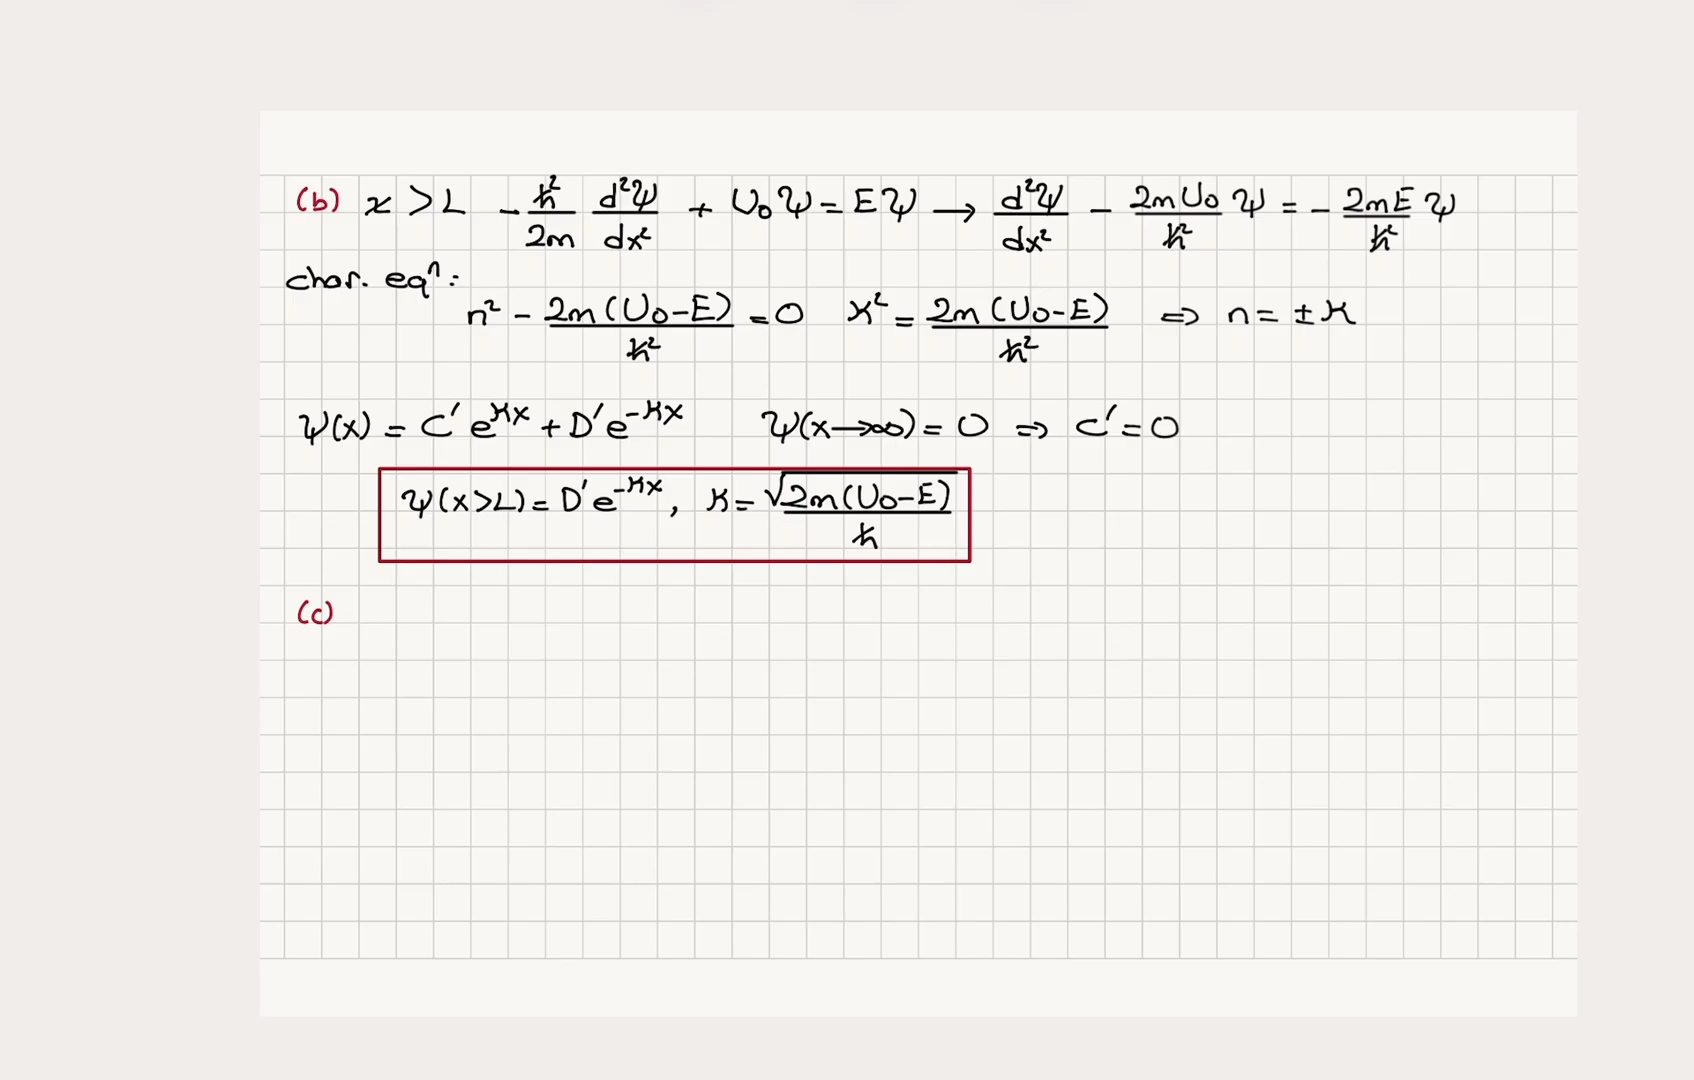 (b) x > L  -ħ²/2m d²ψ/dx² + U₀ψ = Eψ → d²ψ/dx² - 2mU₀/ħ² ψ = - 2mE/ħ² ψ
char. eqⁿ:
n² - 2m(U₀-E)/ħ² = 0  κ² = 2m(U₀-E)/ħ² ⇒ n = ±κ
ψ(x) = C′e^κx + D′e^-κx  ψ(x→∞) = 0 ⇒ C′ = 0
ψ(x>L) = D′e^-κx, κ = √2m(U₀-E)/ħ
(c)